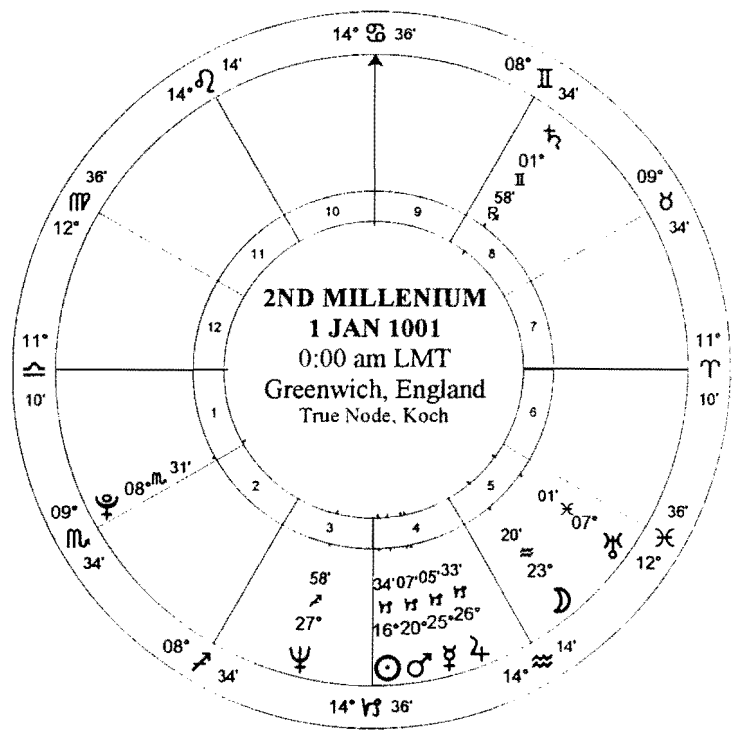 14° ♋ 36'
08° ♊ 34'
♄
01°
♊
58'
℞
09°
♉
34'
11°
♈
10'
36'
♓
12°
01'
♓
07°
♅
20'
♒
23°
☽
14° ♒ 14'
34' 07' 05' 33'
♑ ♑ ♑ ♑
16° 20° 25° 26°
☉ ♂ ☿ ♃
14° ♑ 36'
58'
♐
27°
♆
08° ♐ 34'
♇ 08° ♏ 31'
09°
♏
34'
11°
♎
10'
36'
♍
12°
14° ♌ 14'
10
9
8
7
6
5
4
3
2
1
12
11
2ND MILLENIUM
1 JAN 1001
0:00 am LMT
Greenwich, England
True Node, Koch